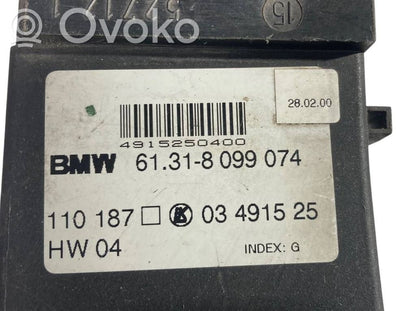 Ovoko
15
28.02.00
4915250400
BMW 61.31-8 099 074
110 187 □ 03 4915 25
HW 04 INDEX: G